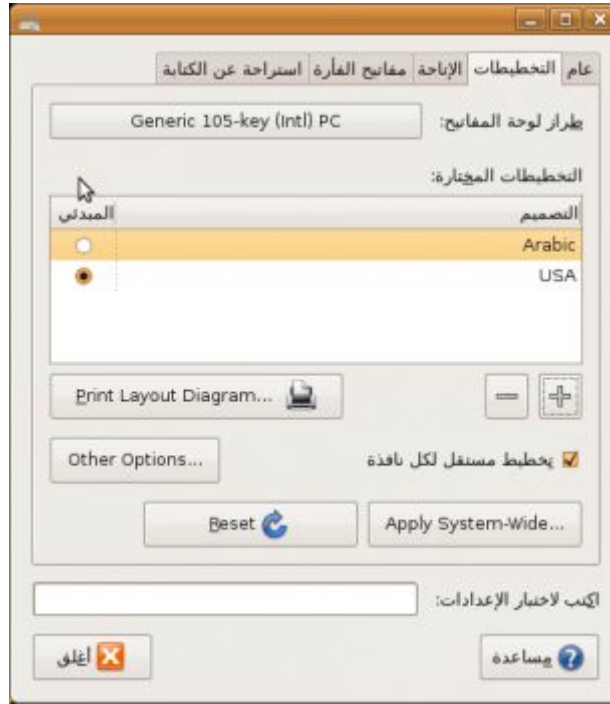 عام التخطيطات الإتاحة مفاتيح الفأرة استراحة عن الكتابة
طراز لوحة المفاتيح: Generic 105-key (Intl) PC
التخطيطات المختارة:
التصميم المبدئي
Arabic
USA
Print Layout Diagram...
تخطيط مستقل لكل نافذة Other Options...
Apply System-Wide... Reset
اكتب لاختبار الإعدادات:
مساعدة أغلق